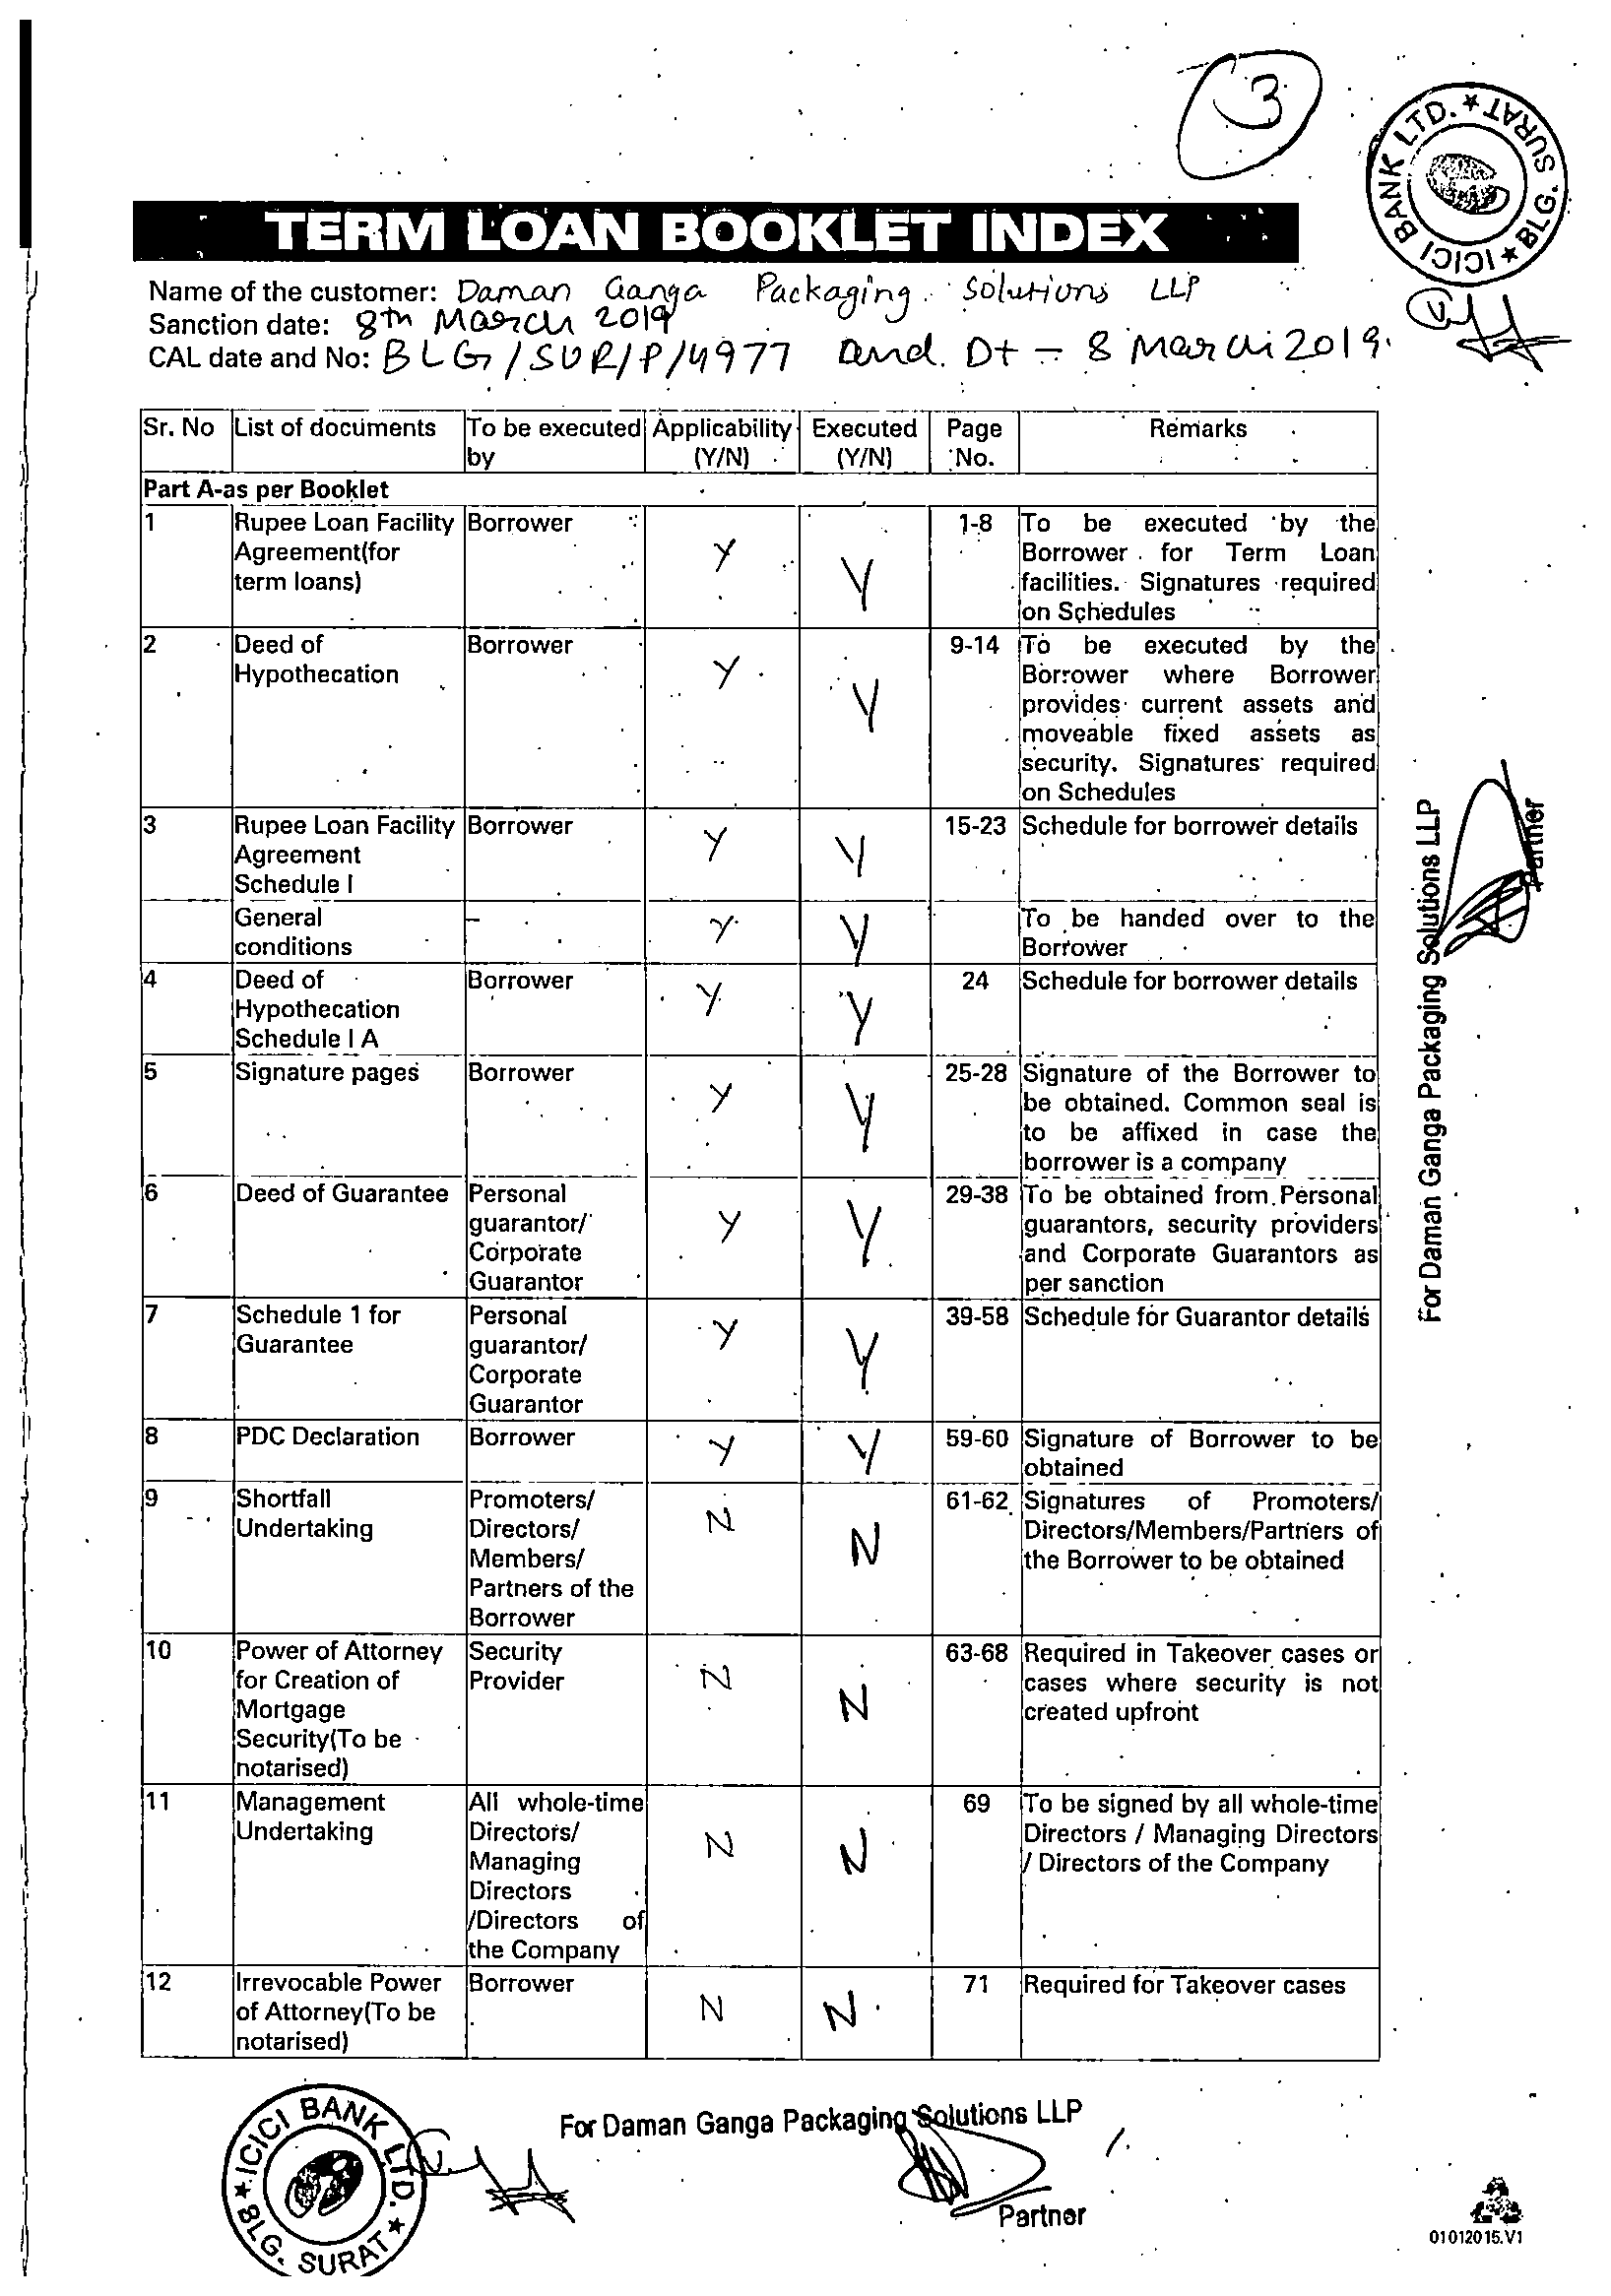 3
ICICI BANK LTD. ★ BLG. SURAT ★
TERM LOAN BOOKLET INDEX
Name of the customer: Daman Ganga Packaging Solutions LLP
Sanction date: 8th March 2019
CAL date and No: BLG/SUR/P/4977 and. Dt - 8 March 2019.
Sr. No List of documents To be executed by Applicability (Y/N) Executed (Y/N) Page No. Remarks
Part A-as per Booklet
1 Rupee Loan Facility Borrower Y Y 1-8 To be executed by the
Agreement(for Borrower for Term Loan
term loans) facilities. Signatures required
on Schedules
2 Deed of Borrower Y Y 9-14 To be executed by the
Hypothecation Borrower where Borrower
provides current assets and
moveable fixed assets as
security. Signatures required
on Schedules
3 Rupee Loan Facility Borrower Y Y 15-23 Schedule for borrower details
Agreement
Schedule I
General - Y Y To be handed over to the
conditions Borrower
4 Deed of Borrower Y Y 24 Schedule for borrower details
Hypothecation
Schedule I A
5 Signature pages Borrower Y Y 25-28 Signature of the Borrower to
be obtained. Common seal is
to be affixed in case the
borrower is a company
6 Deed of Guarantee Personal Y Y 29-38 To be obtained from Personal
guarantor/ guarantors, security providers
Corporate and Corporate Guarantors as
Guarantor per sanction
7 Schedule 1 for Personal Y Y 39-58 Schedule for Guarantor details
Guarantee guarantor/
Corporate
Guarantor
8 PDC Declaration Borrower Y Y 59-60 Signature of Borrower to be
obtained
9 Shortfall Promoters/ N N 61-62 Signatures of Promoters/
Undertaking Directors/ Directors/Members/Partners of
Members/ the Borrower to be obtained
Partners of the
Borrower
10 Power of Attorney Security N N 63-68 Required in Takeover cases or
for Creation of Provider cases where security is not
Mortgage created upfront
Security(To be
notarised)
11 Management All whole-time N N 69 To be signed by all whole-time
Undertaking Directors/ Directors / Managing Directors
Managing / Directors of the Company
Directors
/Directors of
the Company
12 Irrevocable Power Borrower N N 71 Required for Takeover cases
of Attorney(To be
notarised)
For Daman Ganga Packaging Solutions LLP
Partner
ICICI BANK LTD. ★ BLG. SURAT ★
For Daman Ganga Packaging Solutions LLP
Partner
01012015.V1